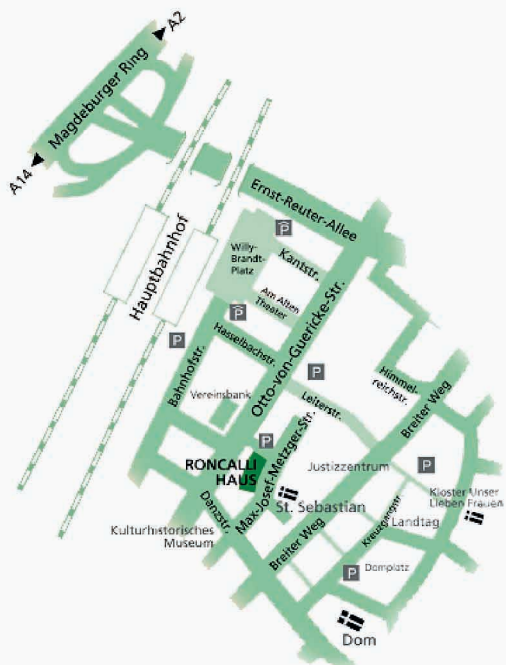 A2
Magdeburger Ring
A14
Ernst-Reuter-Allee
Hauptbahnhof
P
Willy-
Brandt-
Platz
Kantstr.
Am Alten
Theater
P
P
Hasselbachstr.
Otto-von-Guericke-Str.
Bahnhofstr.
P
Himmel-
reichstr.
Vereinsbank
Leiterstr.
Breiter Weg
P
Max-Josef-Metzger-Str.
RONCALLI
HAUS
Justizzentrum
P
Danzstr.
St. Sebastian
Kloster Unser
Lieben Frauen
Kulturhistorisches
Museum
Breiter Weg
Kreuzgangstr.
Landtag
P
Domplatz
Dom